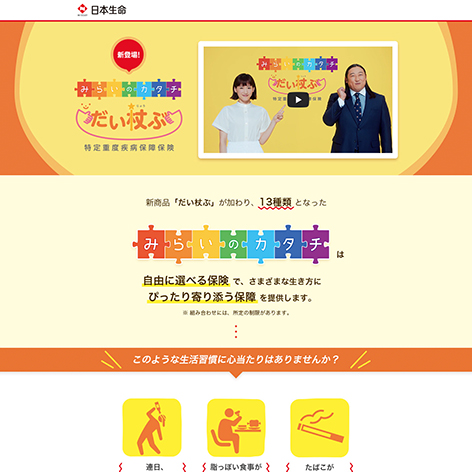 日本生命
新登場!
みらいのカタチ
だい杖ぶ
特定重度疾病保障保険
みらいのカタチ
だい杖ぶ
特定重度疾病保障保険
新商品「だい杖ぶ」が加わり、13種類となった
みらいのカタチは
自由に選べる保険で、さまざまな生き方に
ぴったり寄り添う保障を提供します。
※ 組み合わせには、所定の制限があります。
このような生活習慣に心当たりはありませんか?
連日、
脂っぽい食事が
たばこが